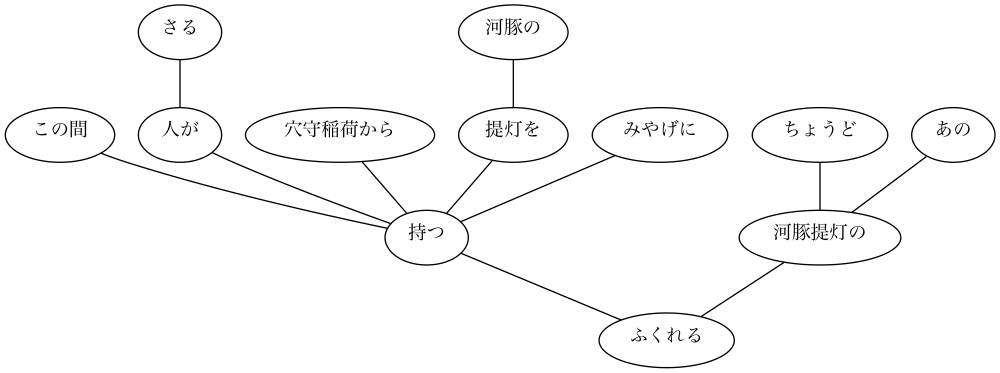 さる
河豚の
この間
人が
穴守稲荷から
提灯を
みやげに
ちょうど
あの
持つ
河豚提灯の
ふくれる